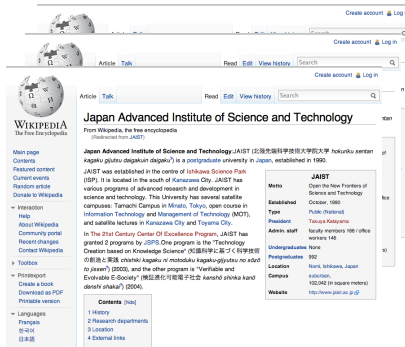 Create account Log
Create account Log in
Create account Log in
Article Talk Read Edit View history Search
Japan Advanced Institute of Science and Technology
From Wikipedia, the free encyclopedia
(Redirected from JAIST)
Japan Advanced Institute of Science and Technology JAIST (北陸先端科学技術大学院大学 hokuriku sentan
kagaku gijutsu daigakuin daigaku?) is a postgraduate university in Japan, established in 1990.
JAIST was established in the centre of Ishikawa Science Park
(ISP). It is located in the south of Kanazawa City. JAIST has
various programs of advanced research and development in
science and technology. This University has several satellite
campuses: Tamachi Campus in Minato, Tokyo, open course in
Information Technology and Management of Technology (MOT),
and satellite lectures in Kanazawa City and Toyama City.
In The 21st Century Center Of Excellence Program, JAIST has
granted 2 programs by JSPS.One program is the "Technology
Creation based on Knowledge Science" (知識科学に基づく科学技術
の創造と実践 chishiki kagaku ni motoduku kagaku-gijyutsu no sōzō
to jissen?) (2003), and the other program is "Verifiable and
Evolvable E-Society" (検証進化可能電子社会 kenshō shinka kanō
denshi shakai?) (2004).
Contents [hide]
1 History
2 Research departments
3 Location
4 External links
JAIST
Motto Open the New Frontiers of
Science and Technology
Established October, 1990
Type Public (National)
President Takuya Katayama
Admin. staff faculty members 166 / office
workers 146
Undergraduates None
Postgraduates 992
Location Nomi, Ishikawa, Japan
Campus suburban,
102,042 (in square meters)
Website http://www.jaist.ac.jp
WIKIPEDIA
The Free Encyclopedia
Main page
Contents
Featured content
Current events
Random article
Donate to Wikipedia
Interaction
Help
About Wikipedia
Community portal
Recent changes
Contact Wikipedia
Toolbox
Print/export
Create a book
Download as PDF
Printable version
Languages
Français
한국어
日本語